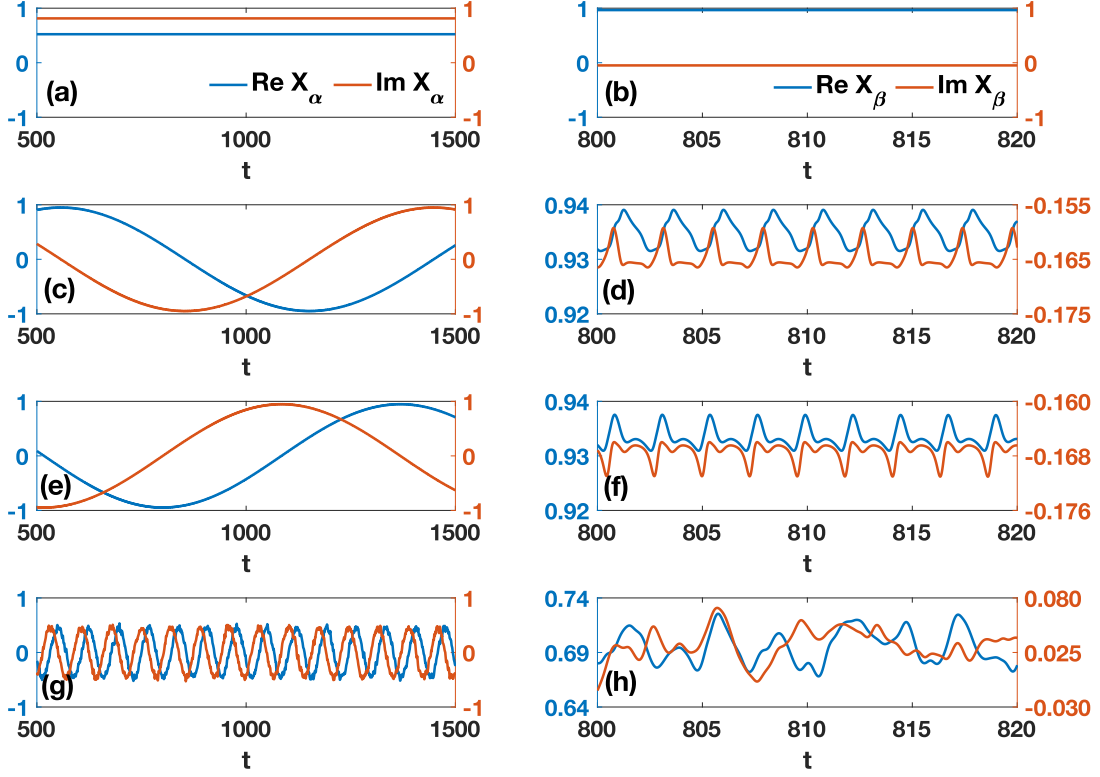 1 1 1 1
0 0 0 0
(a) Re X_α Im X_α (b) Re X_β Im X_β
-1 -1 -1 -1
500 1000 1500 800 805 810 815 820
t t
1 1 0.94 -0.155
0 0 0.93 -0.165
(c) (d)
-1 -1 0.92 -0.175
500 1000 1500 800 805 810 815 820
t t
1 1 0.94 -0.160
0 0 0.93 -0.168
(e) (f)
-1 -1 0.92 -0.176
500 1000 1500 800 805 810 815 820
t t
1 1 0.74 0.080
0 0 0.69 0.025
(g) (h)
-1 -1 0.64 -0.030
500 1000 1500 800 805 810 815 820
t t